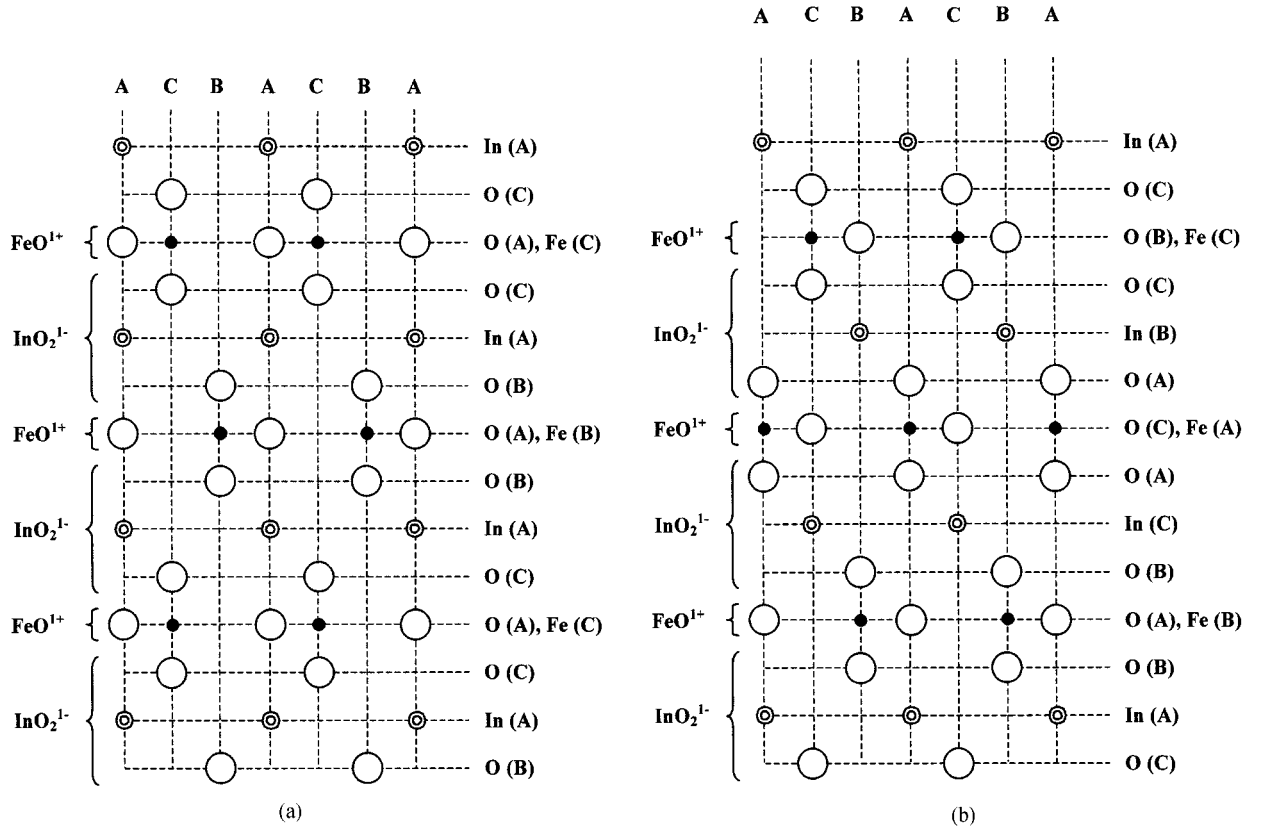 A C B A C B A
In (A)
O (C)
FeO¹⁺ { O (A), Fe (C)
O (C)
InO₂¹⁻ { In (A)
O (B)
FeO¹⁺ { O (A), Fe (B)
O (B)
InO₂¹⁻ { In (A)
O (C)
FeO¹⁺ { O (A), Fe (C)
O (C)
InO₂¹⁻ { In (A)
O (B)
(a)
A C B A C B A
In (A)
O (C)
FeO¹⁺ { O (B), Fe (C)
O (C)
InO₂¹⁻ { In (B)
O (A)
FeO¹⁺ { O (C), Fe (A)
O (A)
InO₂¹⁻ { In (C)
O (B)
FeO¹⁺ { O (A), Fe (B)
O (B)
InO₂¹⁻ { In (A)
O (C)
(b)